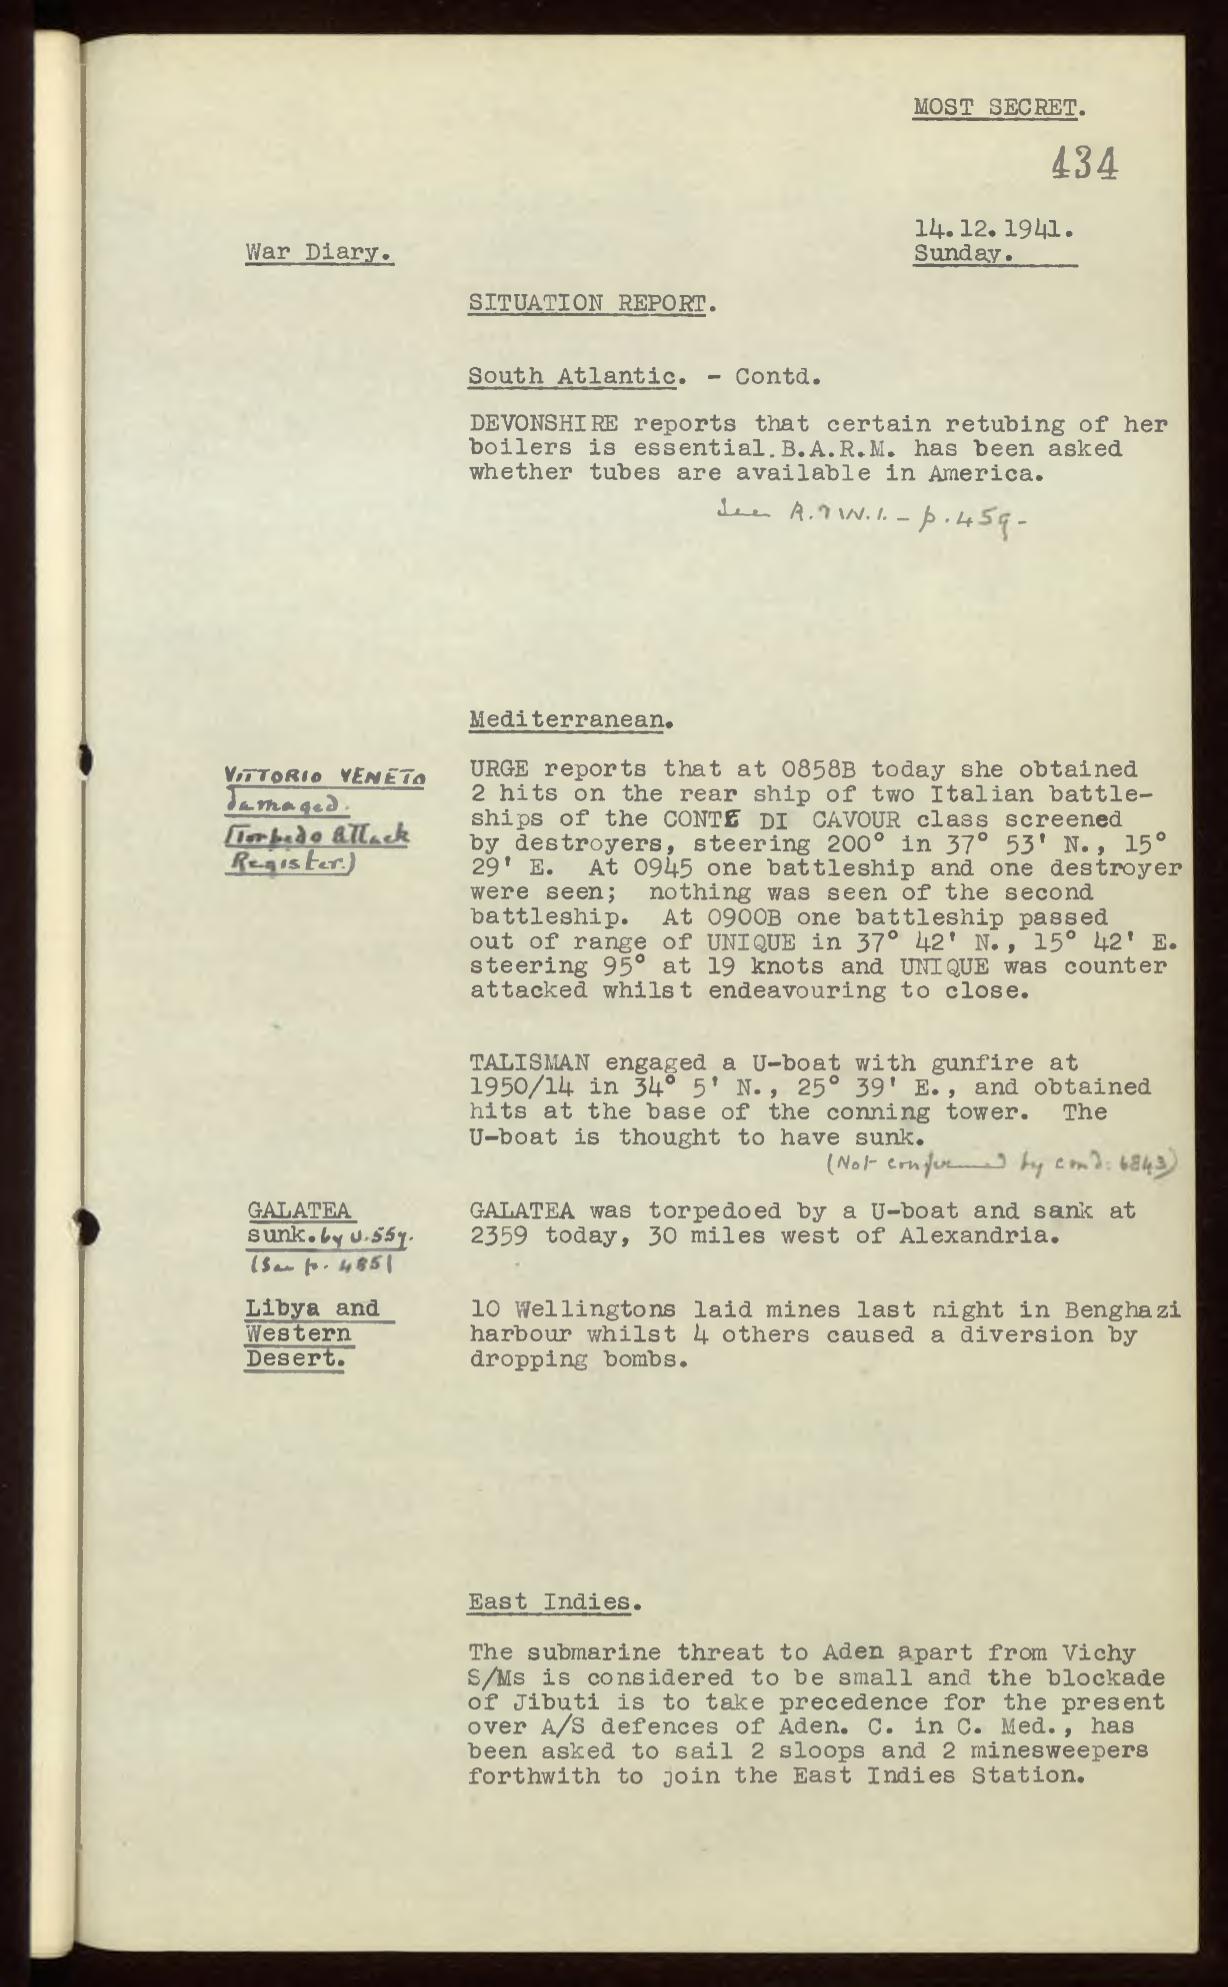 MOST SECRET.
434
14.12.1941.
War Diary.
Sunday.
SITUATION REPORT.
South Atlantic. - Contd.
DEVONSHIRE reports that certain retubing of her
boilers is essential. B.A.R.M. has been asked
whether tubes are available in America.
See A. W.I. - p.459-
Mediterranean.
VITTORIO VENETO
damaged.
(Torpedo Attack
Register.)
URGE reports that at 0858B today she obtained
2 hits on the rear ship of two Italian battle-
ships of the CONTE DI CAVOUR class screened
by destroyers, steering 200° in 37° 53' N., 15°
29' E. At 0945 one battleship and one destroyer
were seen; nothing was seen of the second
battleship. At 0900B one battleship passed
out of range of UNIQUE in 37° 42' N., 15° 42' E.
steering 95° at 19 knots and UNIQUE was counter
attacked whilst endeavouring to close.
TALISMAN engaged a U-boat with gunfire at
1950/14 in 34° 5' N., 25° 39' E., and obtained
hits at the base of the conning tower. The
U-boat is thought to have sunk.
(Not confirmed by cmd: 6843)
GALATEA
sunk. by U.557.
(See p. 485)
GALATEA was torpedoed by a U-boat and sank at
2359 today, 30 miles west of Alexandria.
Libya and
Western
Desert.
10 Wellingtons laid mines last night in Benghazi
harbour whilst 4 others caused a diversion by
dropping bombs.
East Indies.
The submarine threat to Aden apart from Vichy
S/Ms is considered to be small and the blockade
of Jibuti is to take precedence for the present
over A/S defences of Aden. C. in C. Med., has
been asked to sail 2 sloops and 2 minesweepers
forthwith to join the East Indies Station.